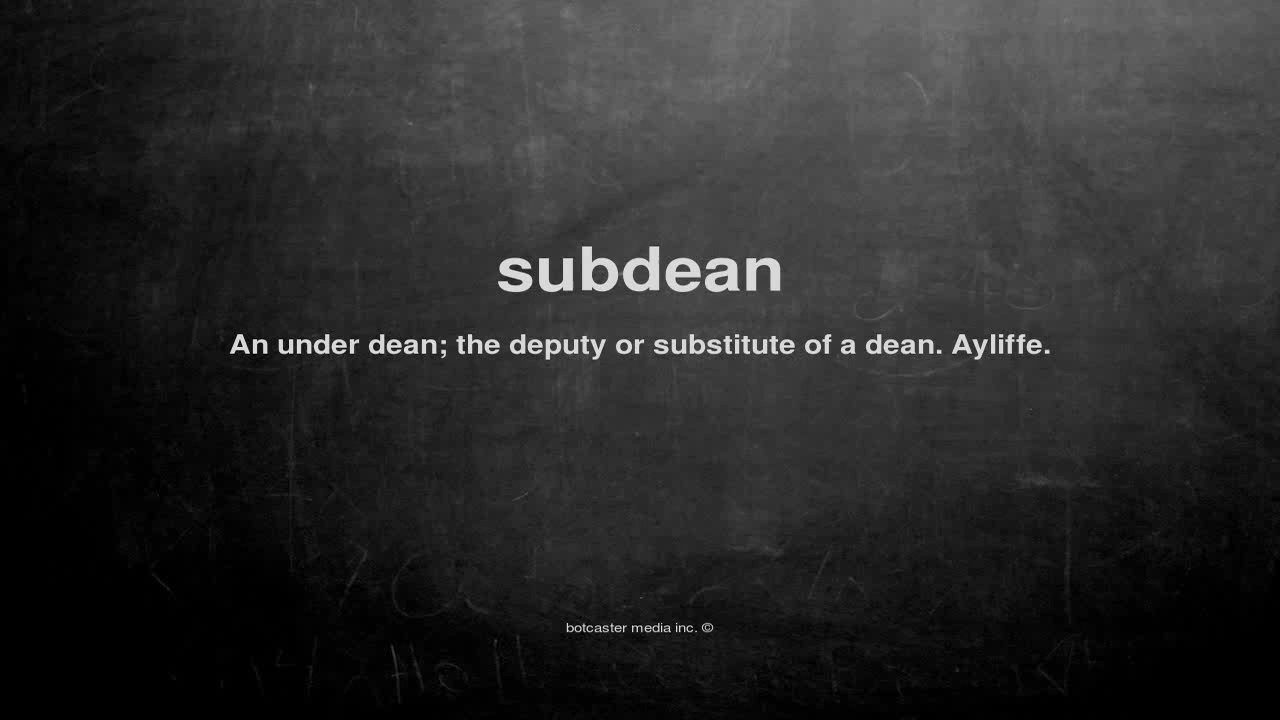 subdean
An under dean; the deputy or substitute of a dean. Ayliffe.
botcaster media inc. ©